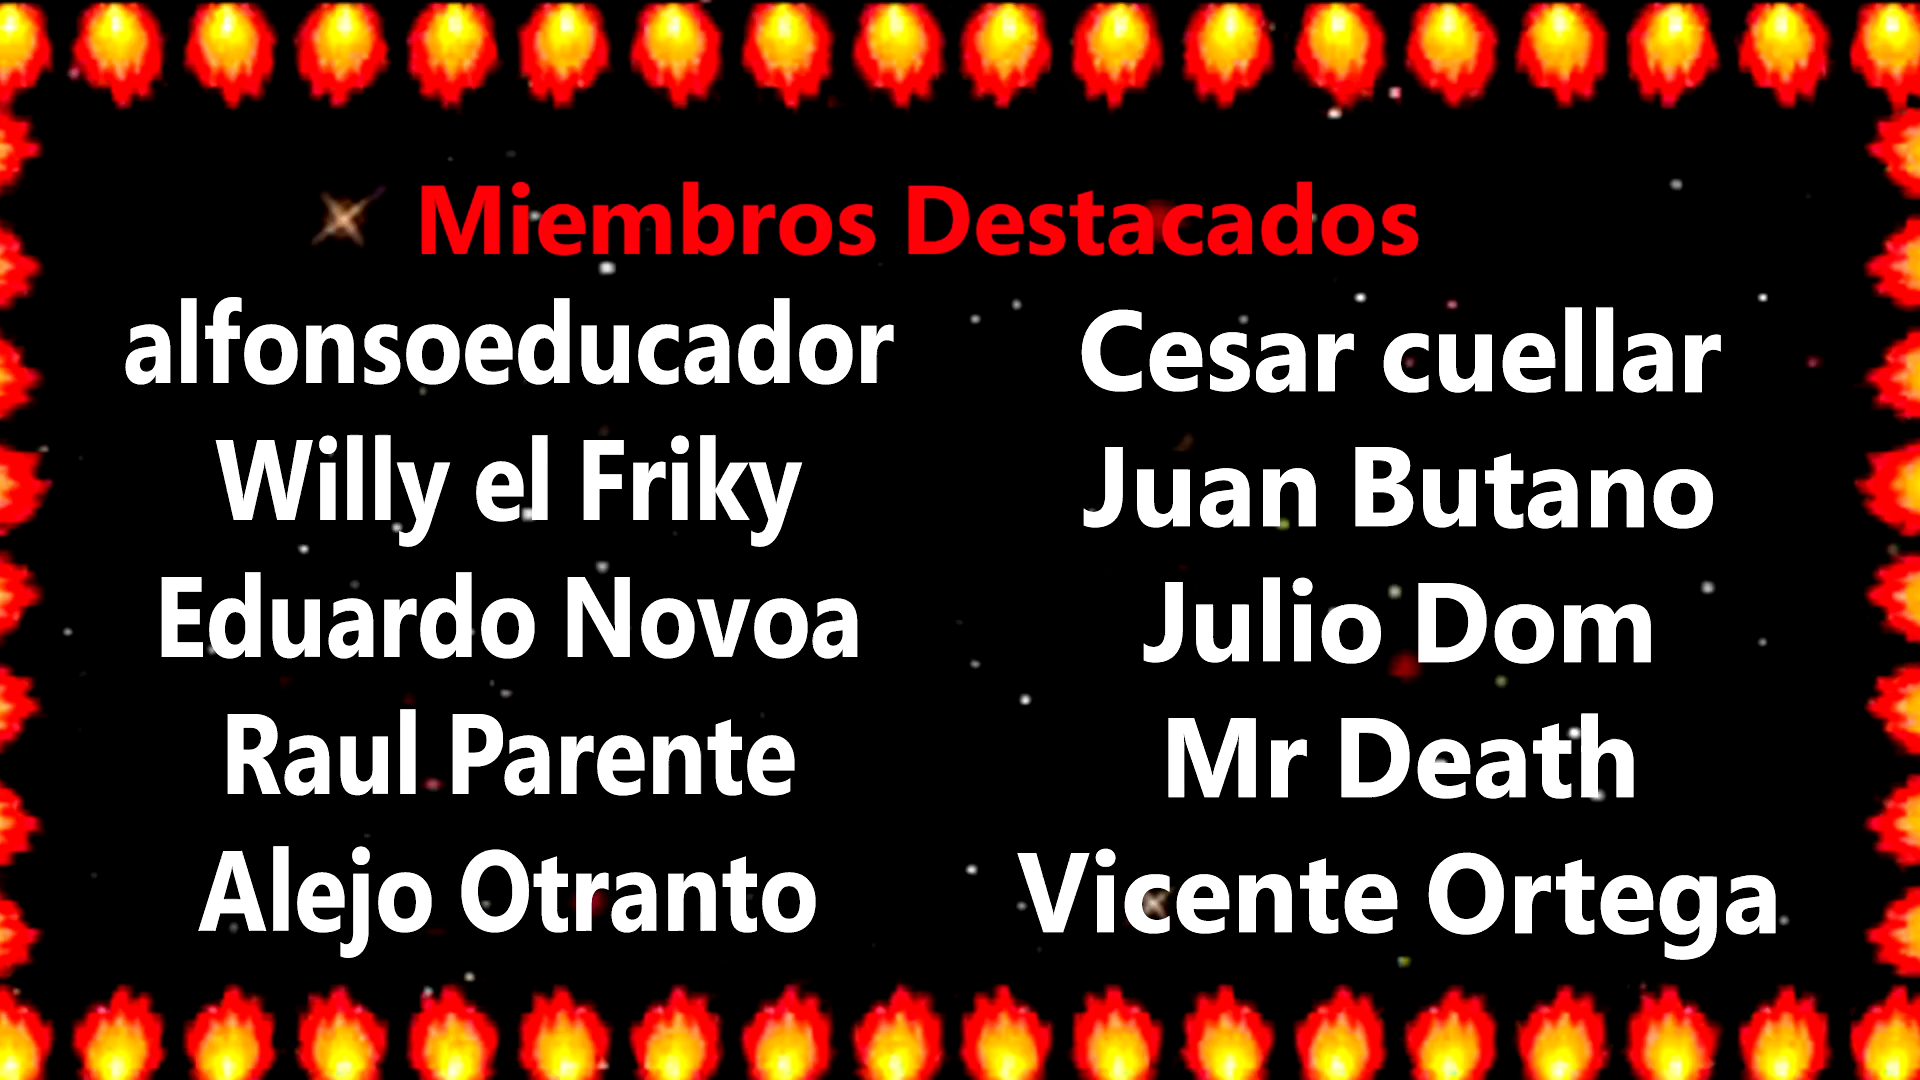 Miembros Destacados
alfonsoeducador
Willy el Friky
Eduardo Novoa
Raul Parente
Alejo Otranto
Cesar cuellar
Juan Butano
Julio Dom
Mr Death
Vicente Ortega